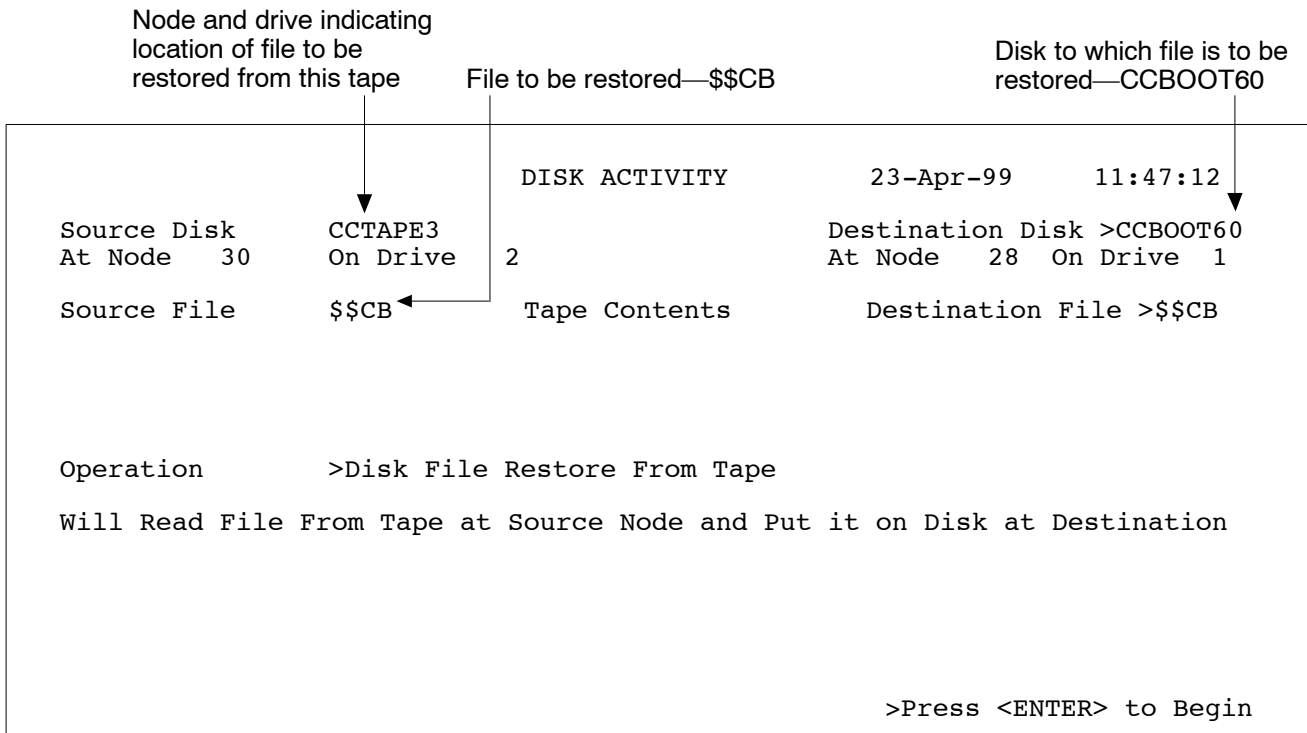 Node and drive indicating
location of file to be
restored from this tape
File to be restored—$$CB
Disk to which file is to be
restored—CCBOOT60
DISK ACTIVITY 23-Apr-99 11:47:12
Source Disk CCTAPE3 Destination Disk >CCBOOT60
At Node 30 On Drive 2 At Node 28 On Drive 1
Source File $$CB Tape Contents Destination File >$$CB
Operation >Disk File Restore From Tape
Will Read File From Tape at Source Node and Put it on Disk at Destination
>Press <ENTER> to Begin